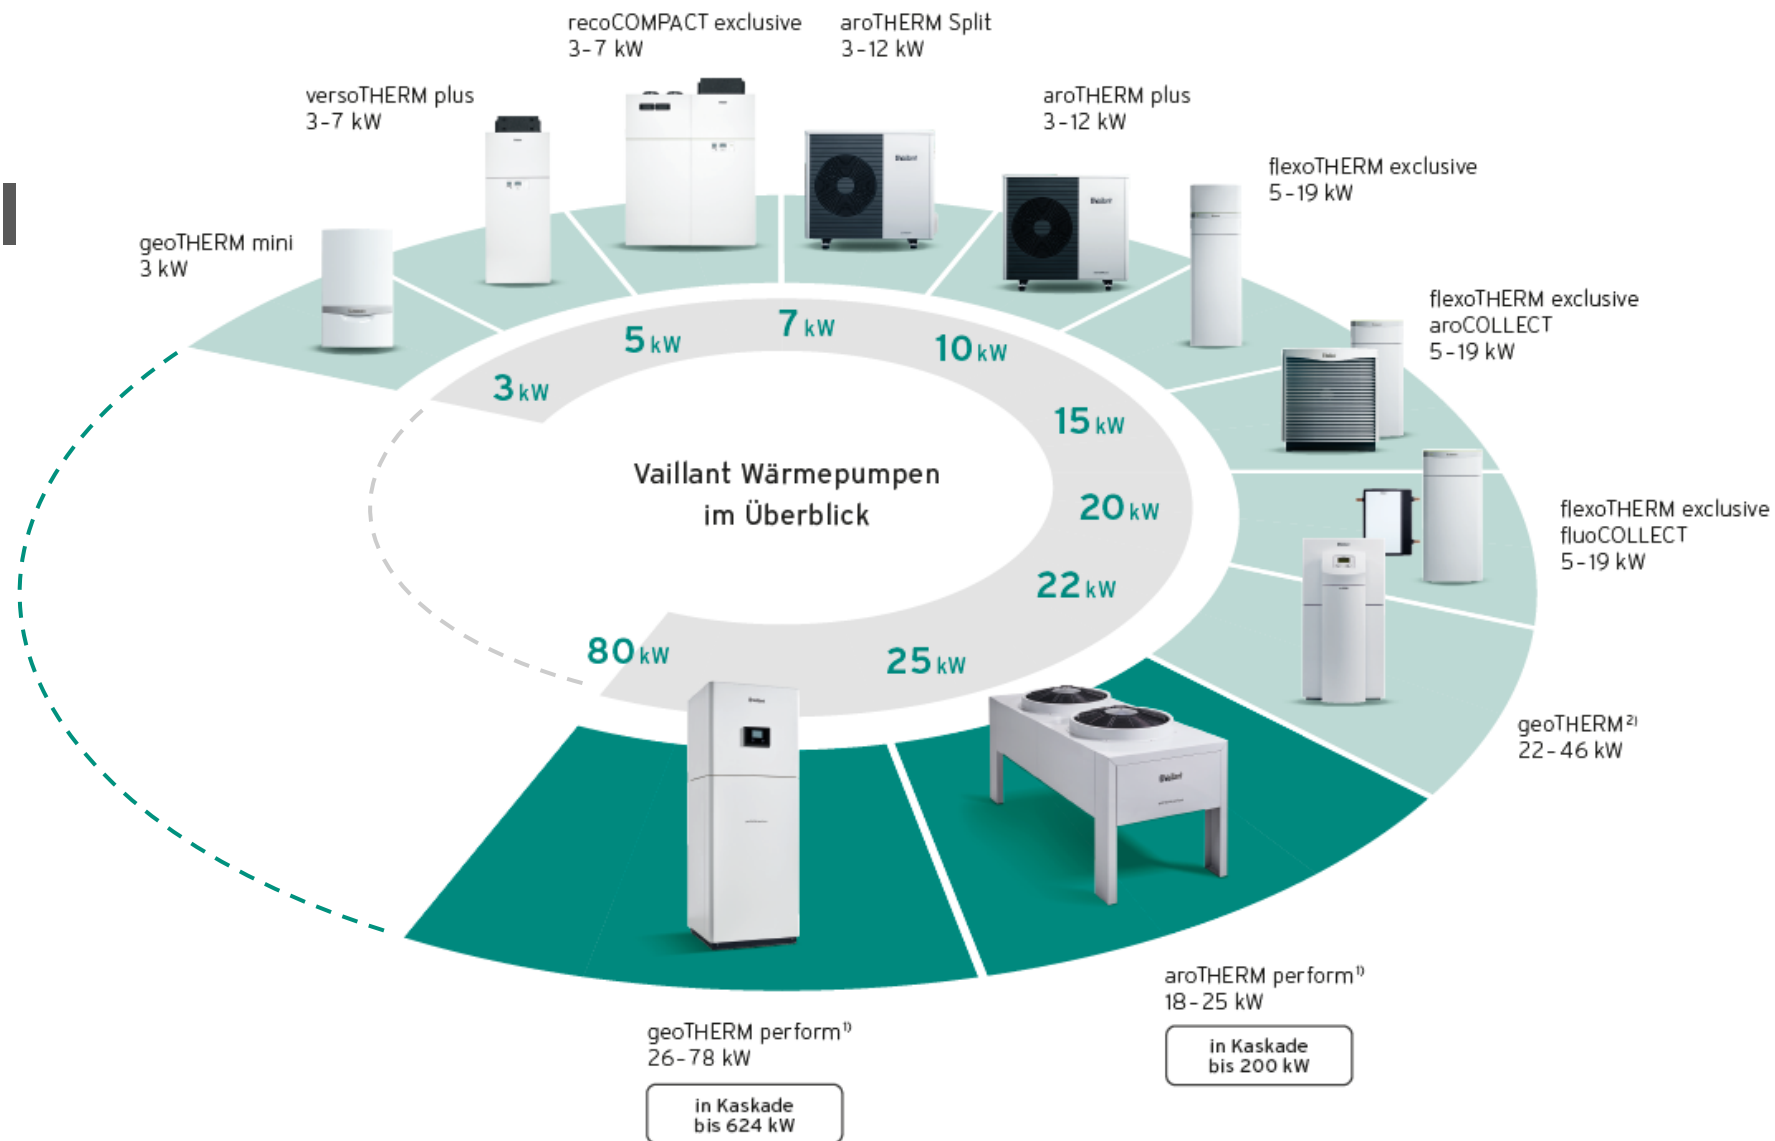 recoCOMPACT exclusive
3-7 kW
aroTHERM Split
3-12 kW
versoTHERM plus
3-7 kW
aroTHERM plus
3-12 kW
flexoTHERM exclusive
5-19 kW
geoTHERM mini
3 kW
flexoTHERM exclusive
aroCOLLECT
5-19 kW
3 kW
5 kW
7 kW
10 kW
15 kW
20 kW
22 kW
25 kW
80 kW
Vaillant Wärmepumpen
im Überblick
flexoTHERM exclusive
fluoCOLLECT
5-19 kW
geoTHERM²⁾
22-46 kW
aroTHERM perform¹⁾
18-25 kW
in Kaskade
bis 200 kW
geoTHERM perform¹⁾
26-78 kW
in Kaskade
bis 624 kW
Vaillant
Vaillant
Vaillant
Vaillant